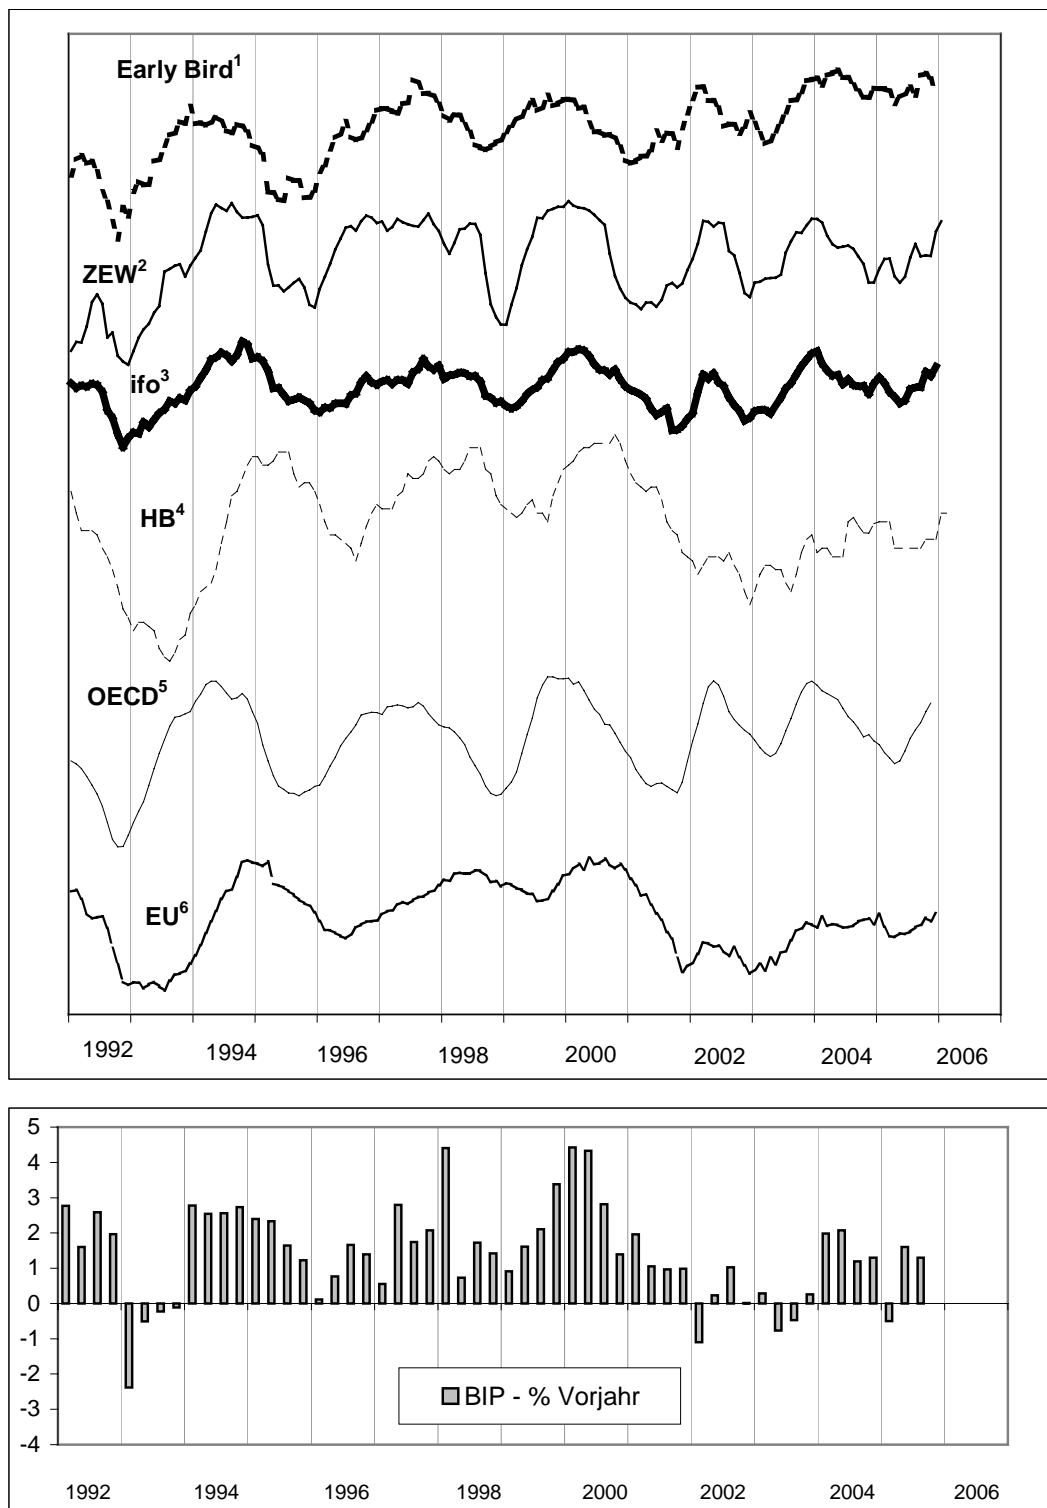 Early Bird¹
ZEW²
ifo³
HB⁴
OECD⁵
EU⁶
1992 1994 1996 1998 2000 2002 2004 2006
5
4
3
2
1
0
-1
-2
-3
-4
BIP - % Vorjahr
1992 1994 1996 1998 2000 2002 2004 2006